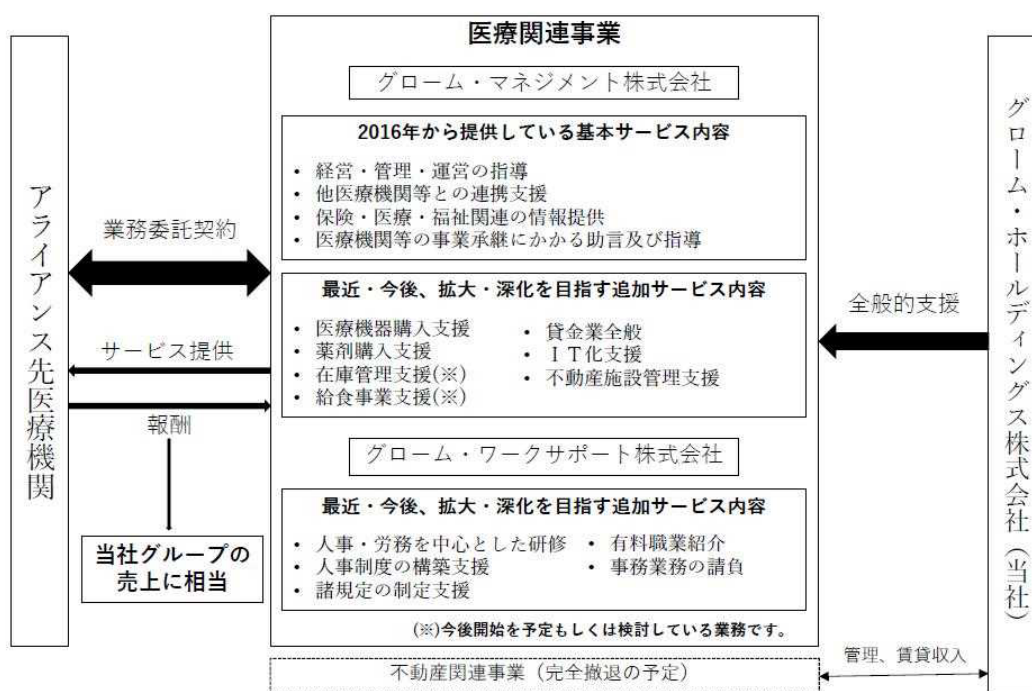 医療関連事業
グローム・マネジメント株式会社
2016年から提供している基本サービス内容
• 経営・管理・運営の指導
• 他医療機関等との連携支援
• 保険・医療・福祉関連の情報提供
• 医療機関等の事業承継にかかる助言及び指導
最近・今後、拡大・深化を目指す追加サービス内容
• 医療機器購入支援
• 薬剤購入支援
• 在庫管理支援(※)
• 給食事業支援(※)
• 貸金業全般
• ＩＴ化支援
• 不動産施設管理支援
グローム・ワークサポート株式会社
最近・今後、拡大・深化を目指す追加サービス内容
• 人事・労務を中心とした研修
• 人事制度の構築支援
• 諸規定の制定支援
• 有料職業紹介
• 事務業務の請負
(※)今後開始を予定もしくは検討している業務です。
不動産関連事業（完全撤退の予定）
アライアンス先医療機関
業務委託契約
サービス提供
報酬
当社グループの
売上に相当
全般的支援
管理、賃貸収入
グローム・ホールディングス株式会社（当社）